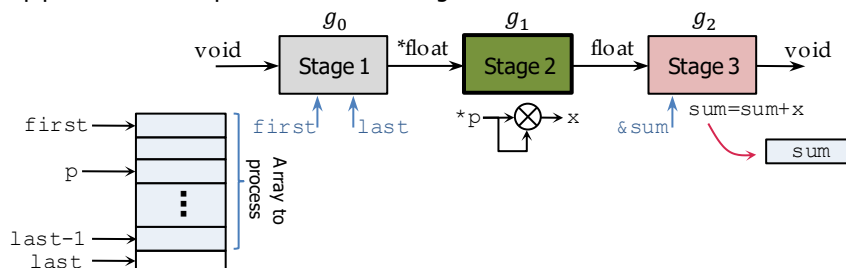 g₀ g₁ g₂
void *float float void
Stage 1 Stage 2 Stage 3
first last
*p x
&sum
sum=sum+x
sum
first
p
last-1
last
Array to
process